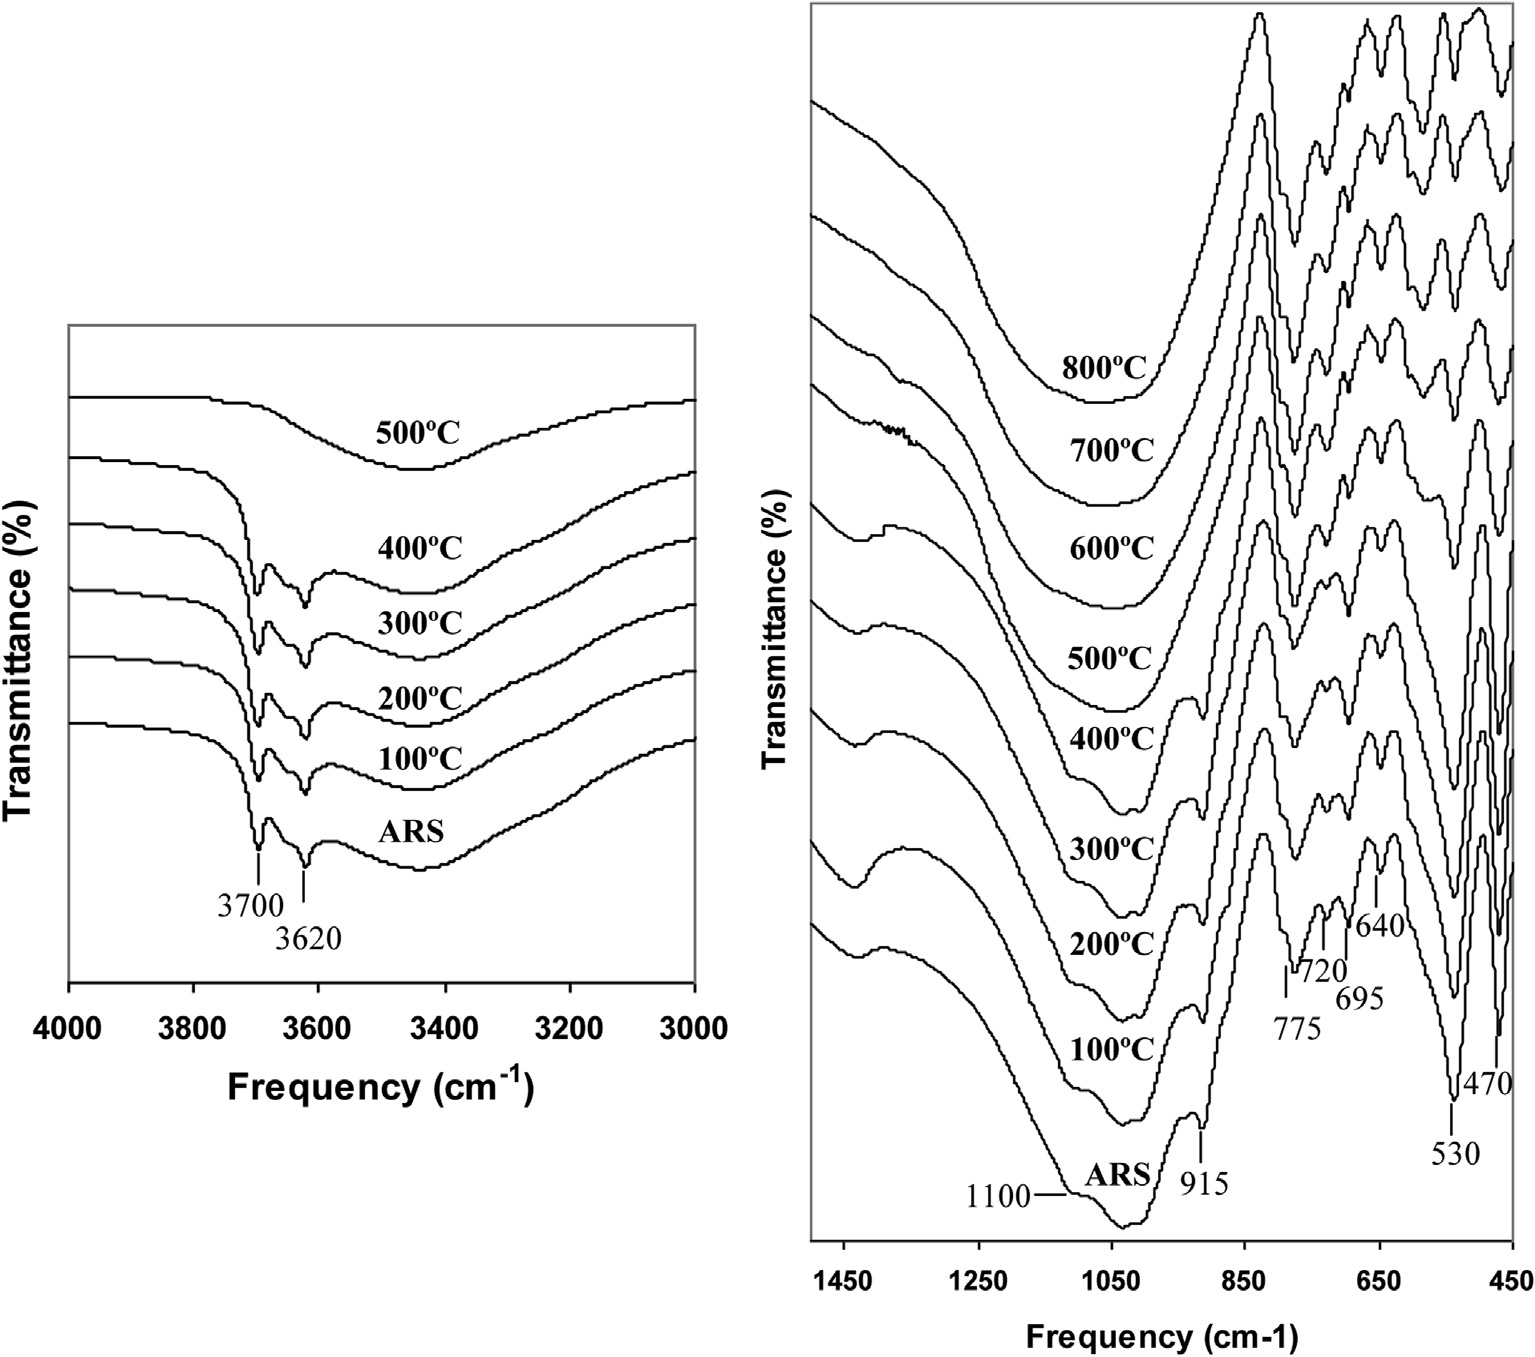 Transmittance (%)
500ºC
400ºC
300ºC
200ºC
100ºC
ARS
3700
3620
4000 3800 3600 3400 3200 3000
Frequency (cm-1)
Transmittance (%)
800ºC
700ºC
600ºC
500ºC
400ºC
300ºC
200ºC
100ºC
ARS
1100
915
775
720
695
640
530
470
1450 1250 1050 850 650 450
Frequency (cm-1)